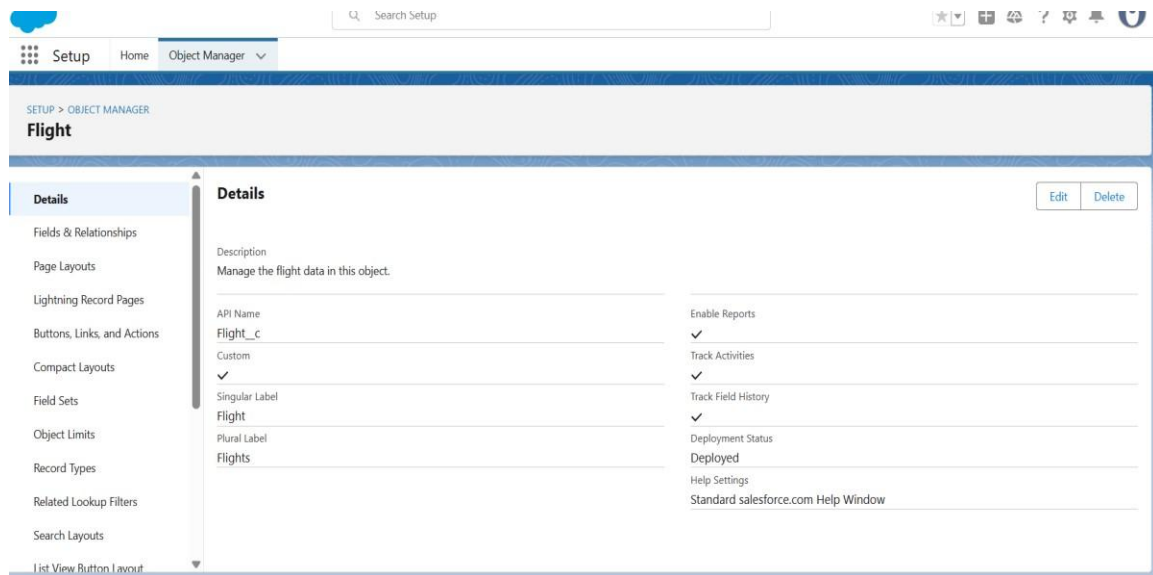 Search Setup
Setup
Home
Object Manager
SETUP > OBJECT MANAGER
Flight
Details
Fields & Relationships
Page Layouts
Lightning Record Pages
Buttons, Links, and Actions
Compact Layouts
Field Sets
Object Limits
Record Types
Related Lookup Filters
Search Layouts
List View Button Layout
Details
Edit
Delete
Description
Manage the flight data in this object.
API Name
Flight__c
Custom
Singular Label
Flight
Plural Label
Flights
Enable Reports
Track Activities
Track Field History
Deployment Status
Deployed
Help Settings
Standard salesforce.com Help Window